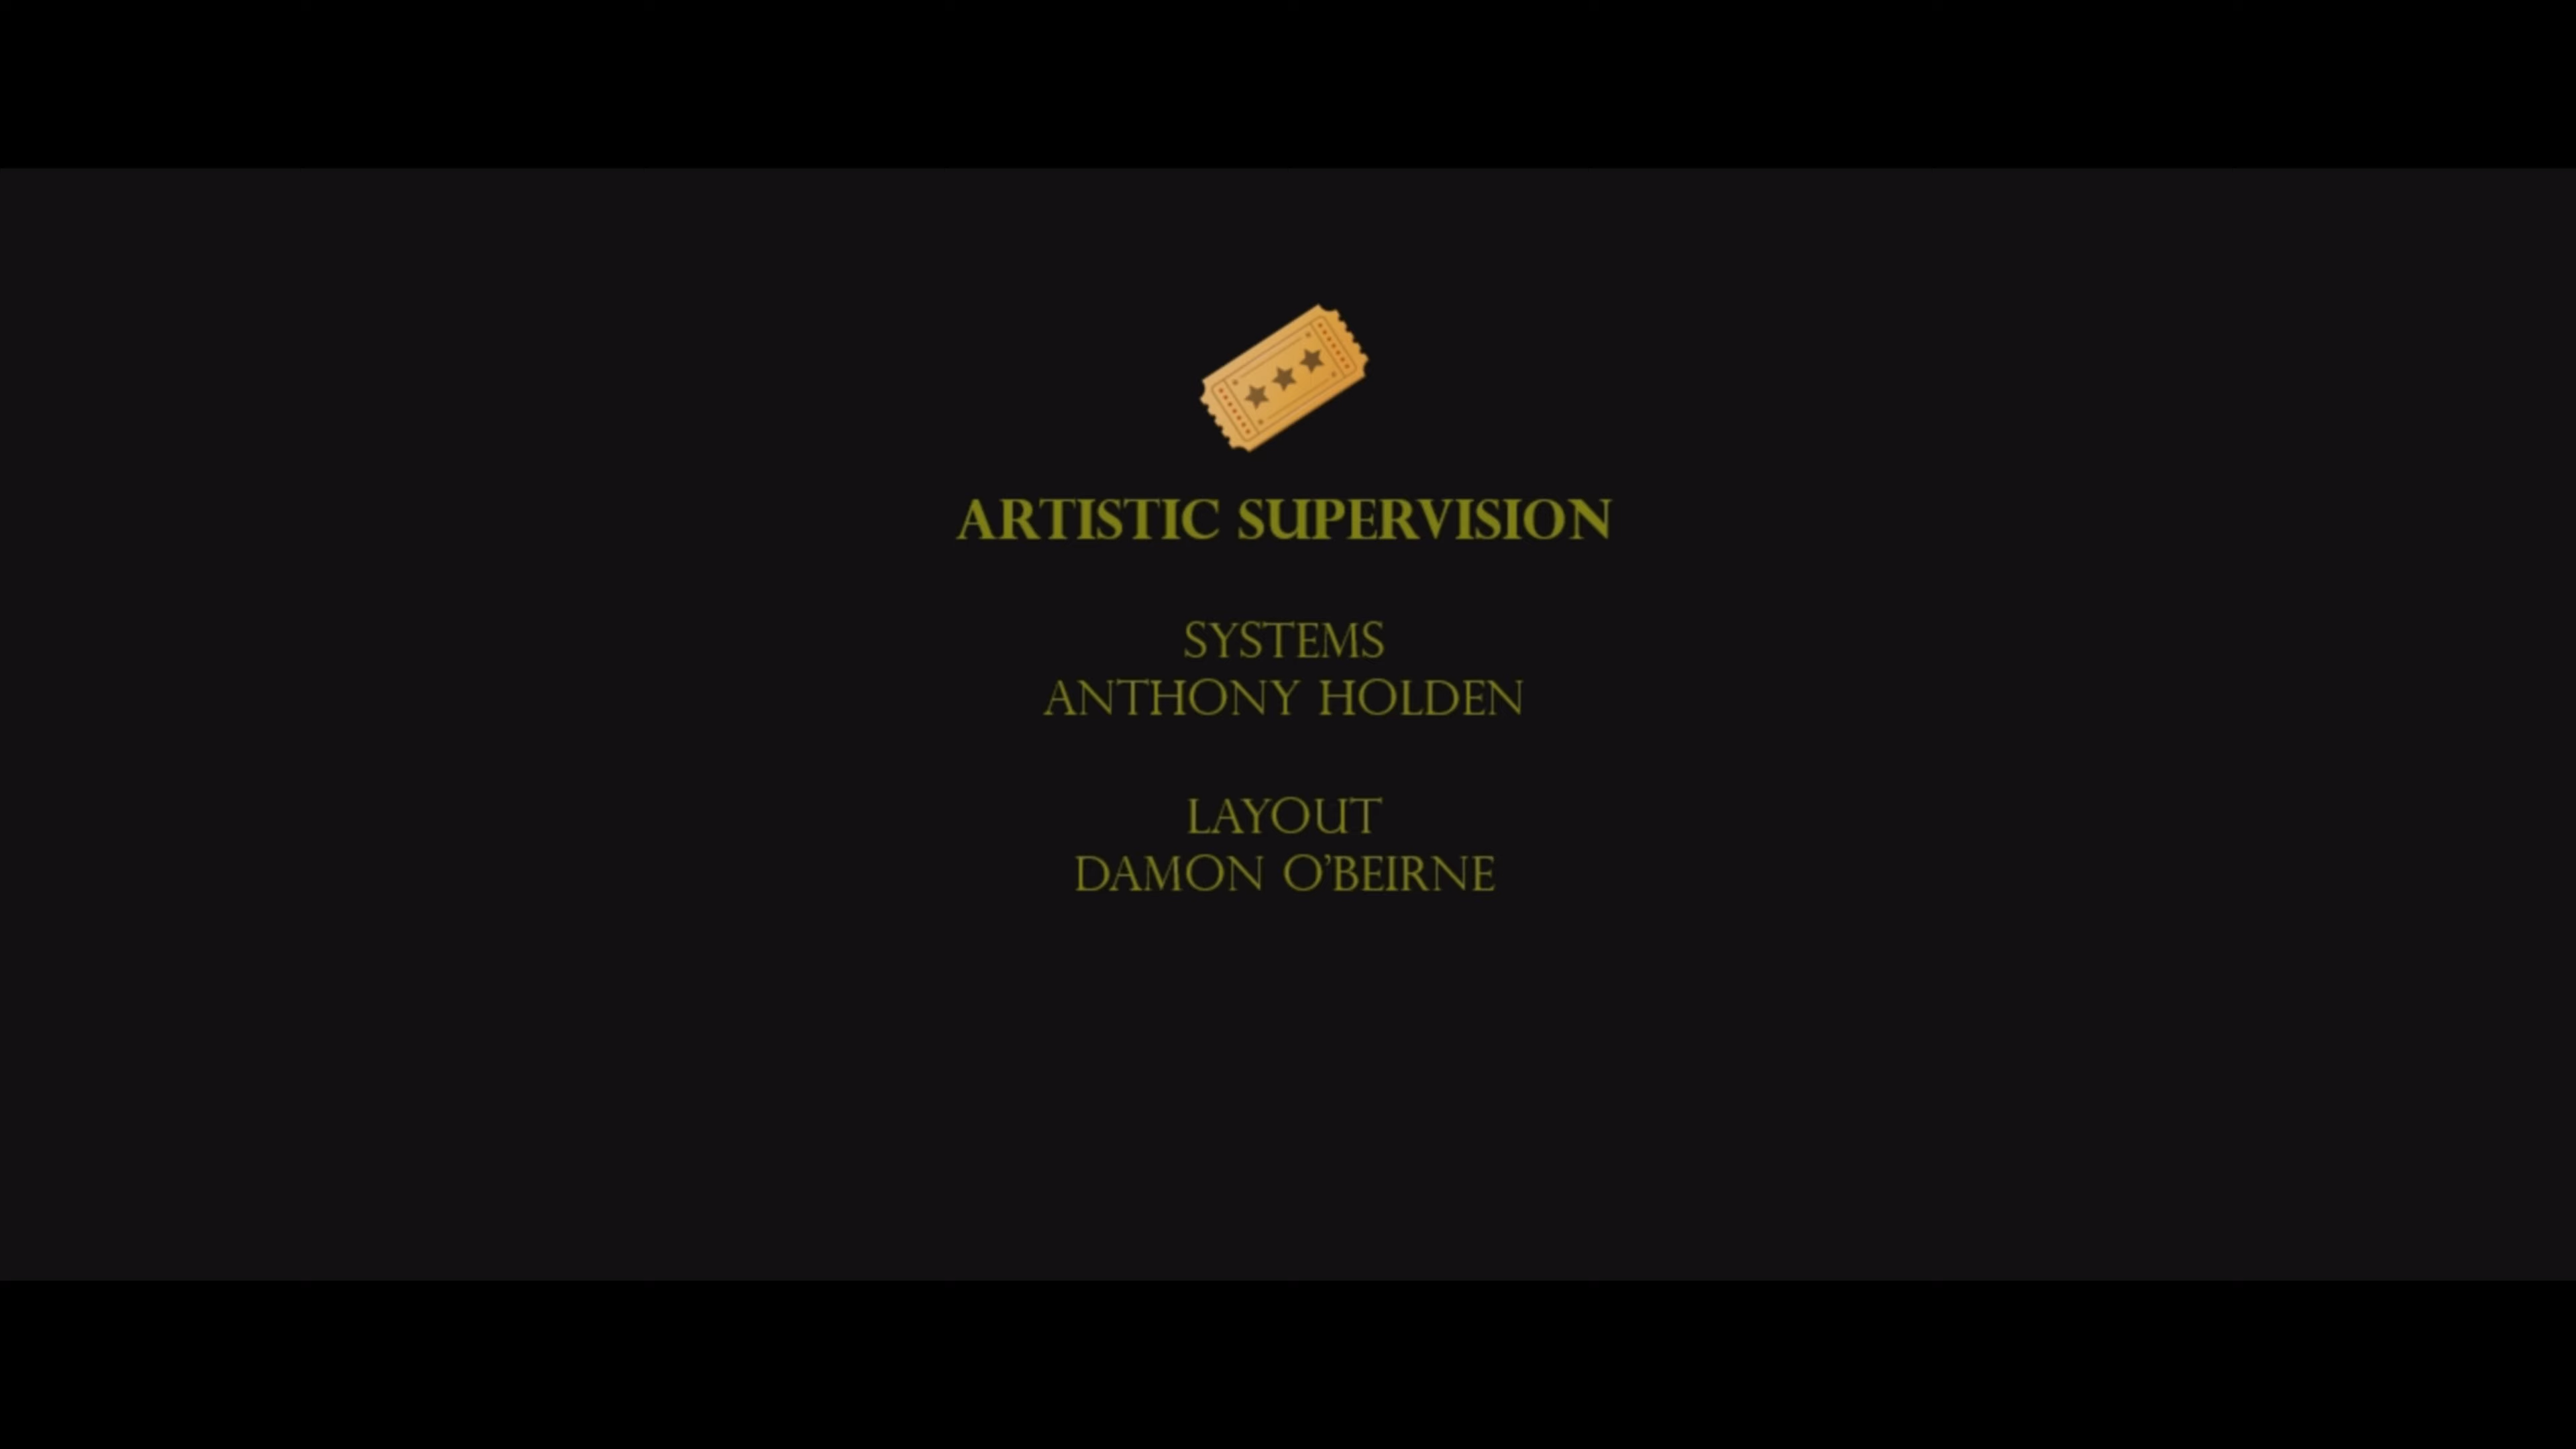 ARTISTIC SUPERVISION
SYSTEMS
ANTHONY HOLDEN
LAYOUT
DAMON O'BEIRNE